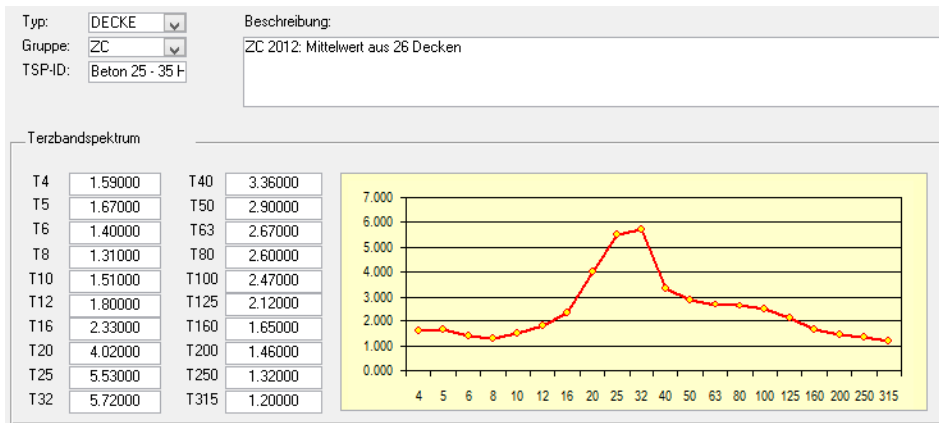 Typ: DECKE Beschreibung:
Gruppe: ZC ZC 2012: Mittelwert aus 26 Decken
TSP-ID: Beton 25 - 35 H
Terzbandspektrum
T4 1.59000 T40 3.36000
T5 1.67000 T50 2.90000
T6 1.40000 T63 2.67000
T8 1.31000 T80 2.60000
T10 1.51000 T100 2.47000
T12 1.80000 T125 2.12000
T16 2.33000 T160 1.65000
T20 4.02000 T200 1.46000
T25 5.53000 T250 1.32000
T32 5.72000 T315 1.20000
7.000
6.000
5.000
4.000
3.000
2.000
1.000
0.000
4 5 6 8 10 12 16 20 25 32 40 50 63 80 100 125 160 200 250 315